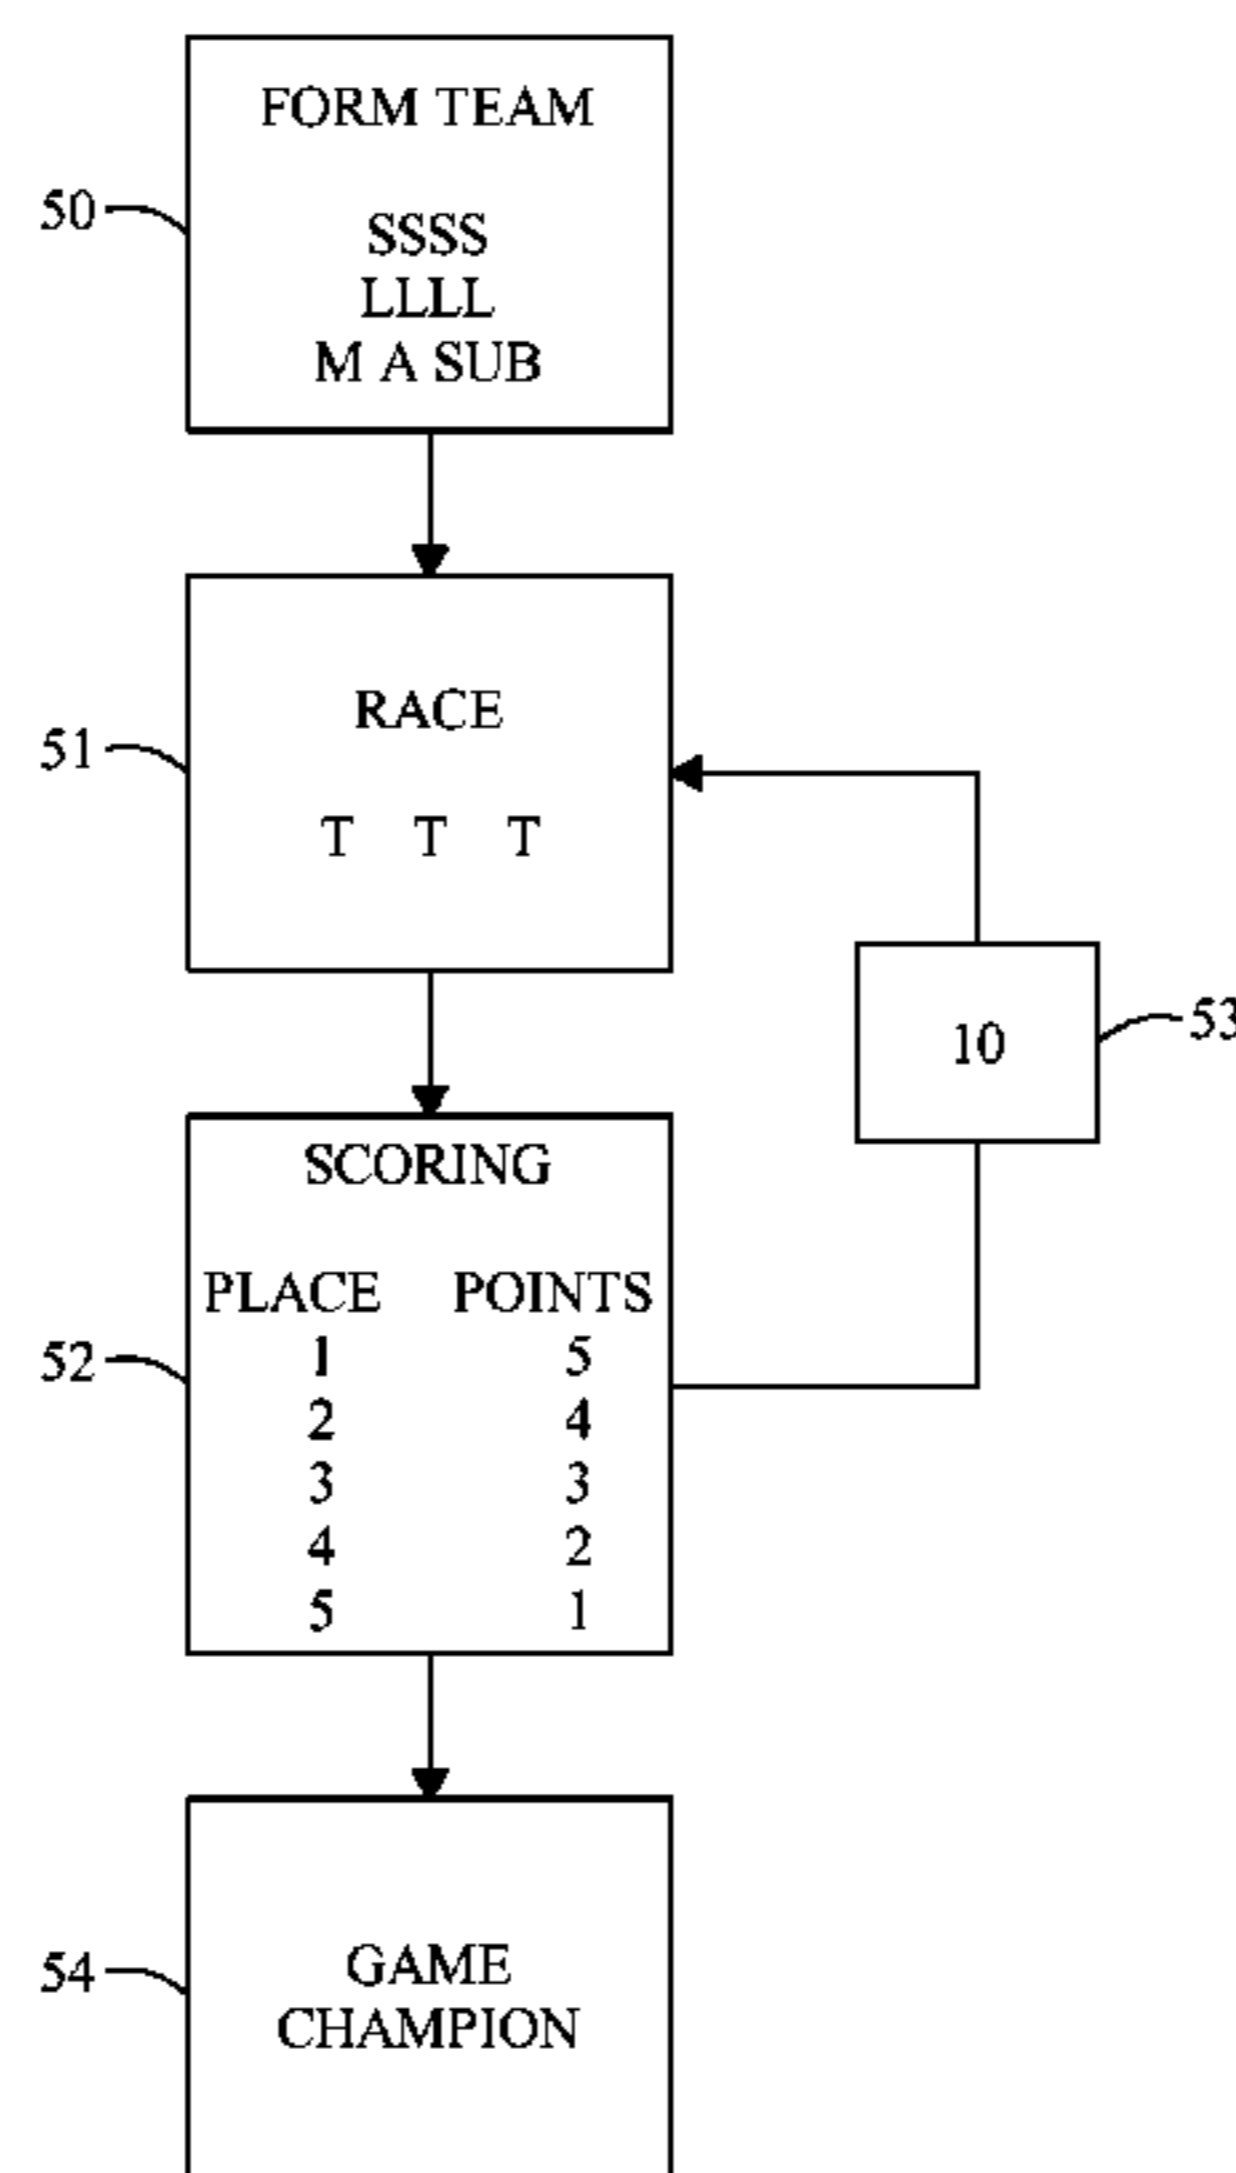 FORM TEAM
50
SSSS
LLLL
M A SUB
RACE
51
T T T
10
53
SCORING
PLACE POINTS
1 5
52
2 4
3 3
4 2
5 1
54
GAME
CHAMPION